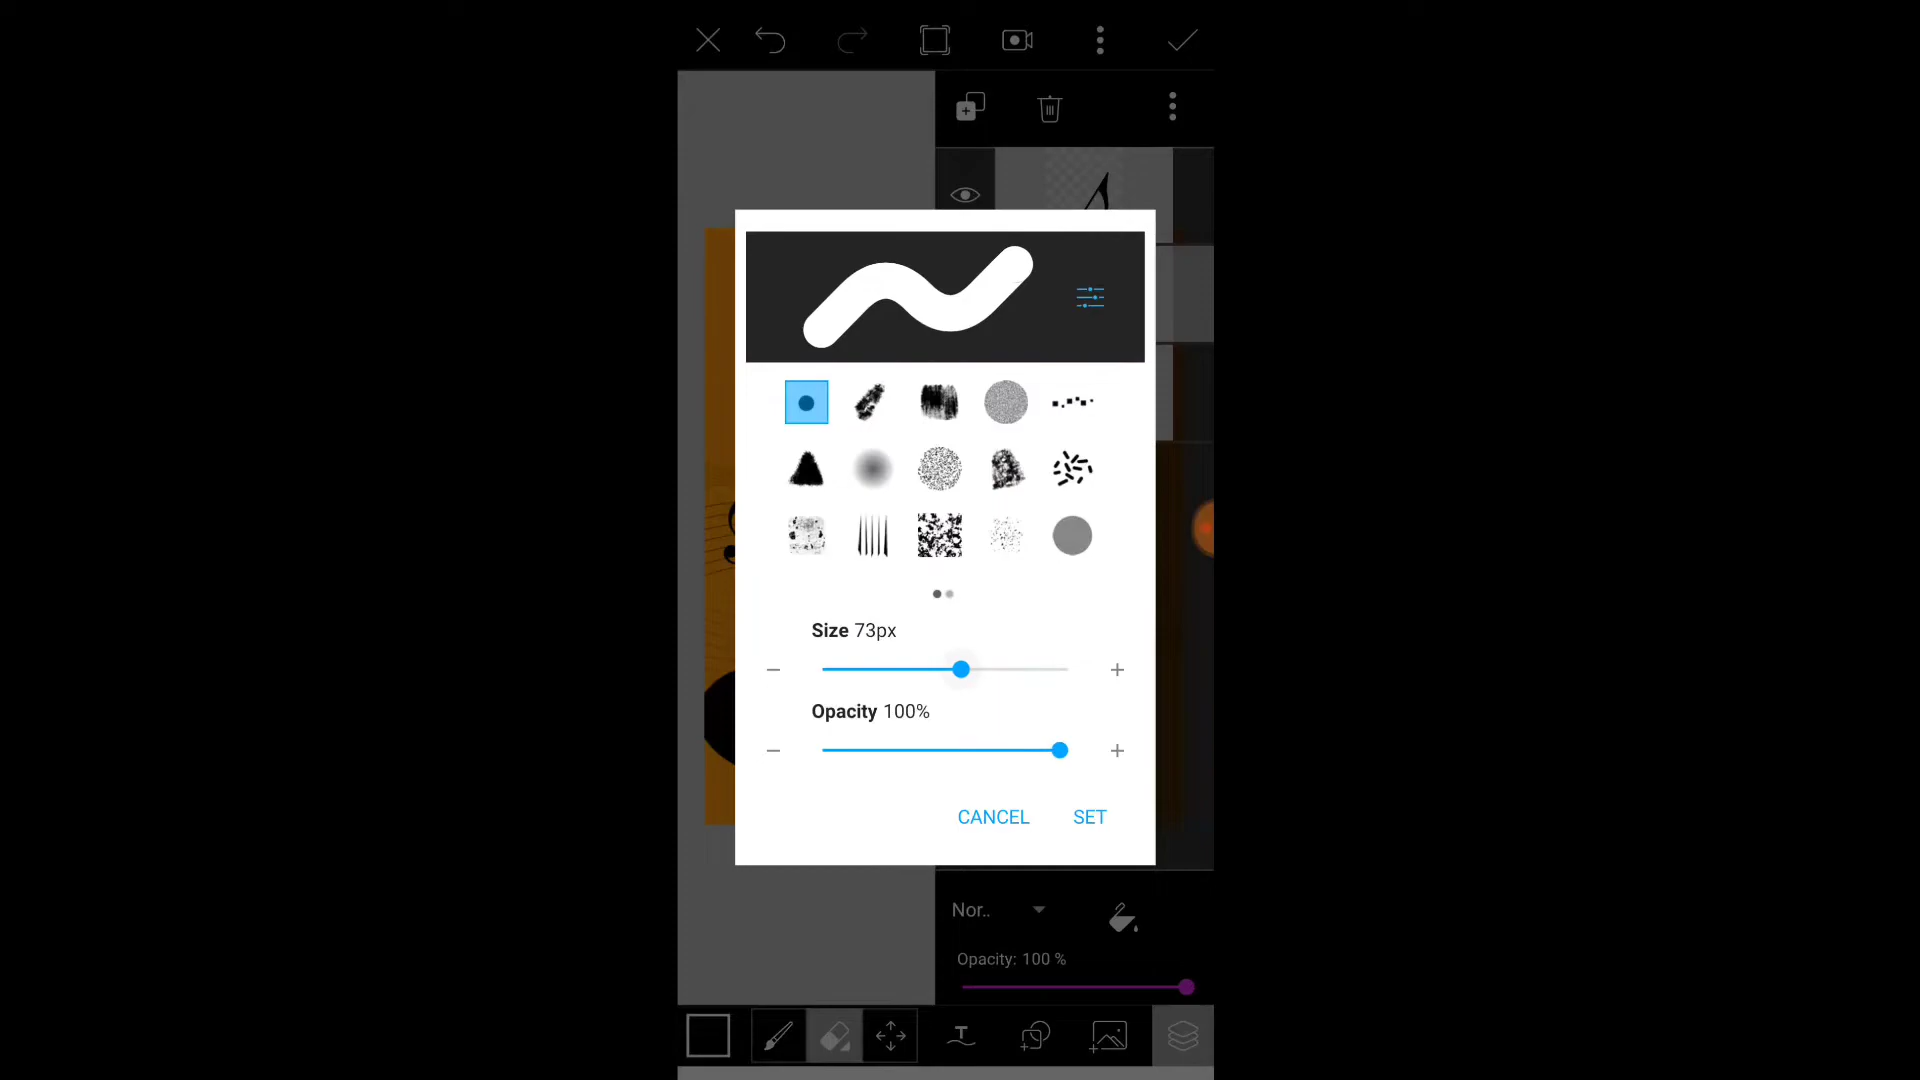 Size 73px
Opacity 100%
CANCEL SET
Nor..
Opacity: 100 %
T